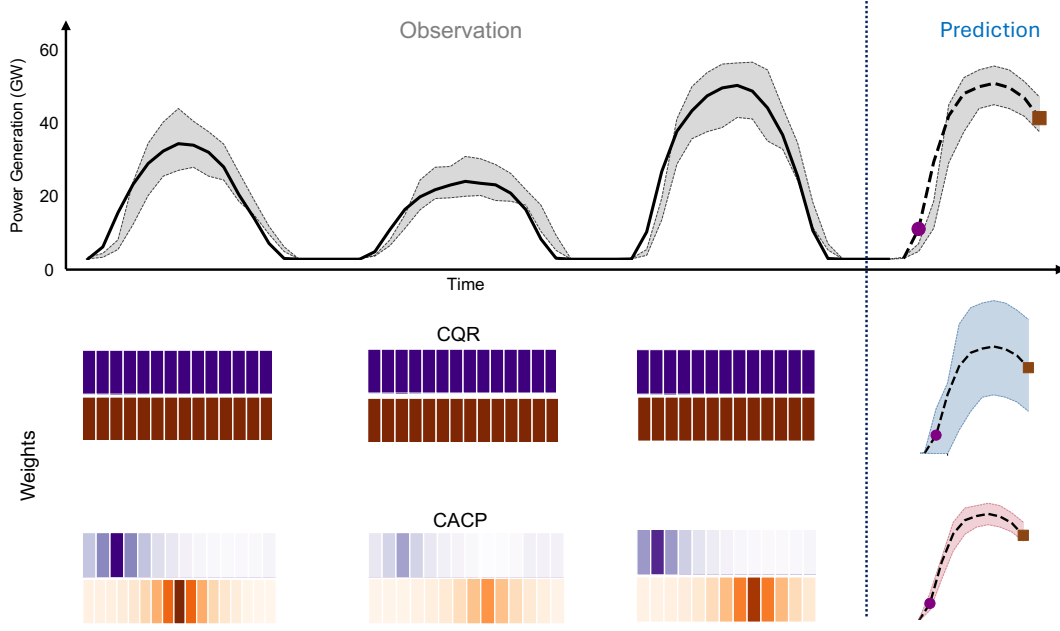 Observation
Prediction
Power Generation (GW)
60
40
20
0
Time
CQR
Weights
CACP